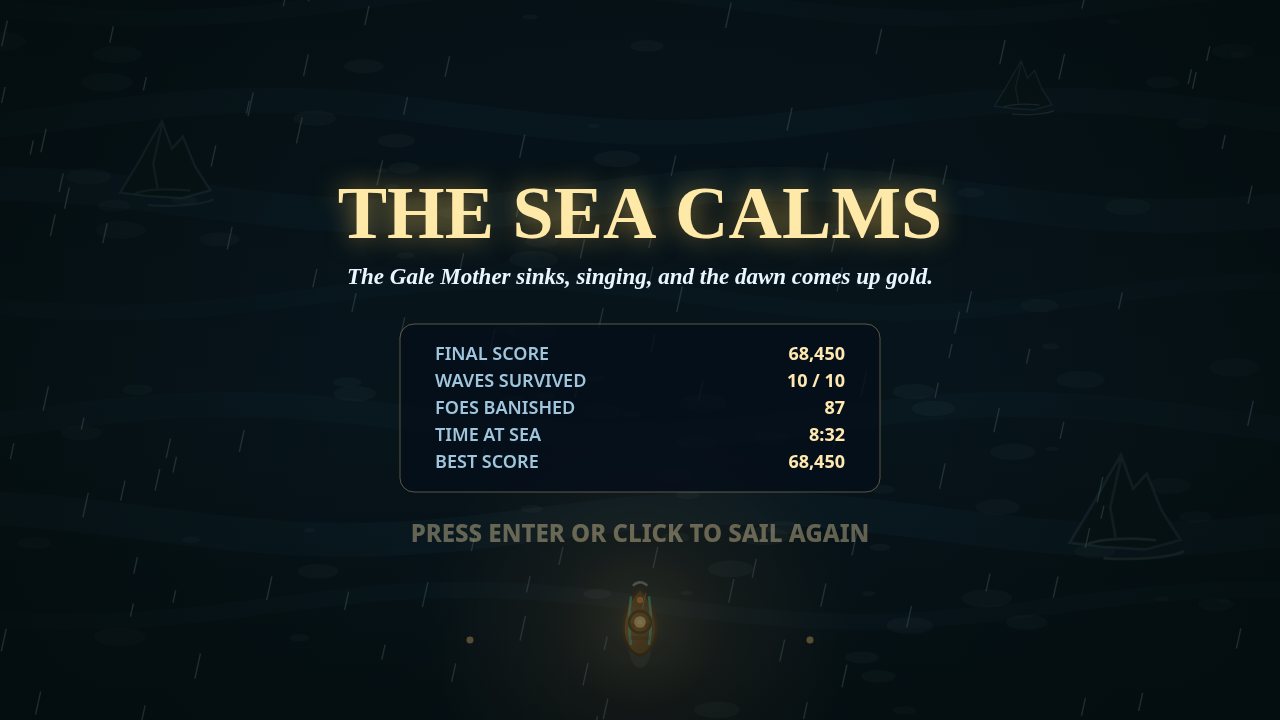 THE SEA CALMS
The Gale Mother sinks, singing, and the dawn comes up gold.
FINAL SCORE 68,450
WAVES SURVIVED 10 / 10
FOES BANISHED 87
TIME AT SEA 8:32
BEST SCORE 68,450
PRESS ENTER OR CLICK TO SAIL AGAIN